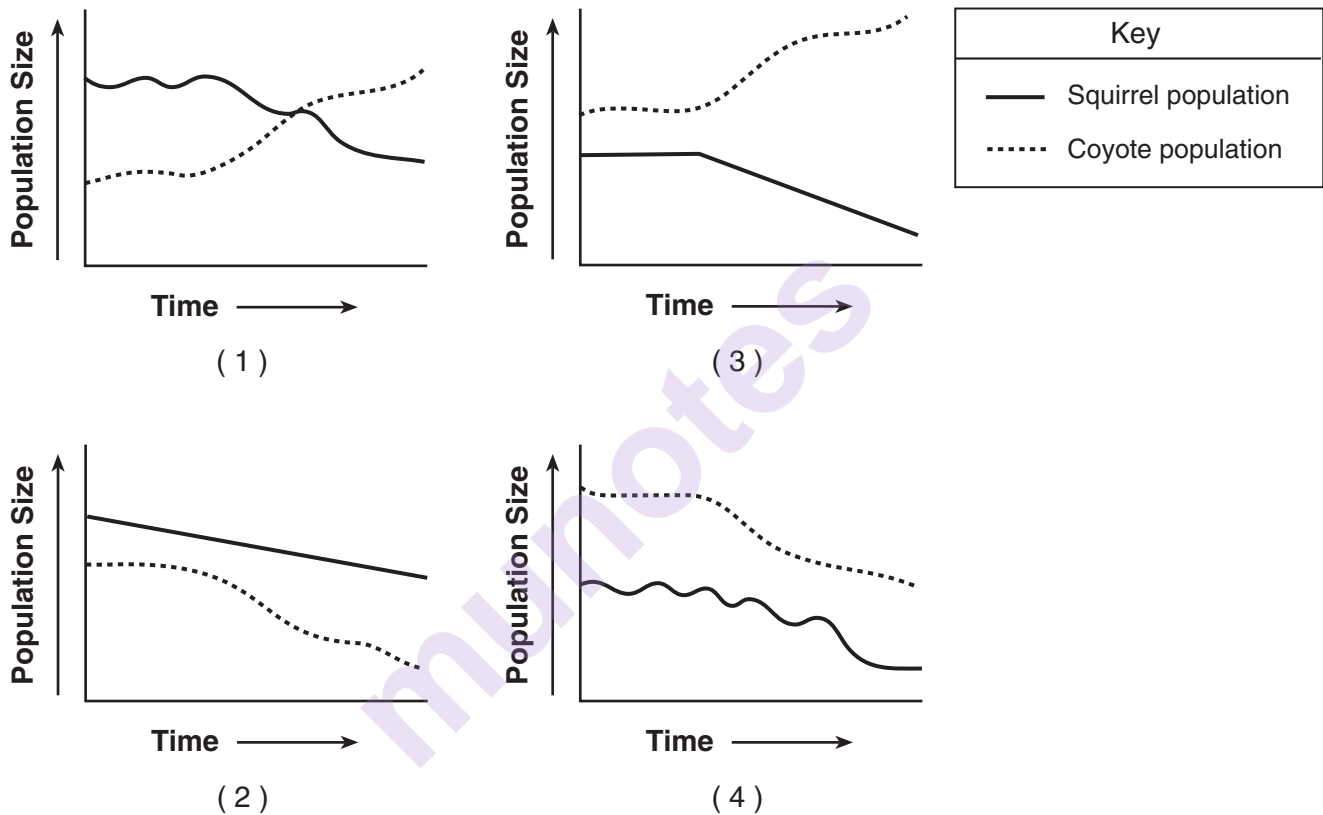 Population Size
Time
( 1 )
Population Size
Time
( 3 )
Key
Squirrel population
Coyote population
Population Size
Time
( 2 )
Population Size
Time
( 4 )
munotes